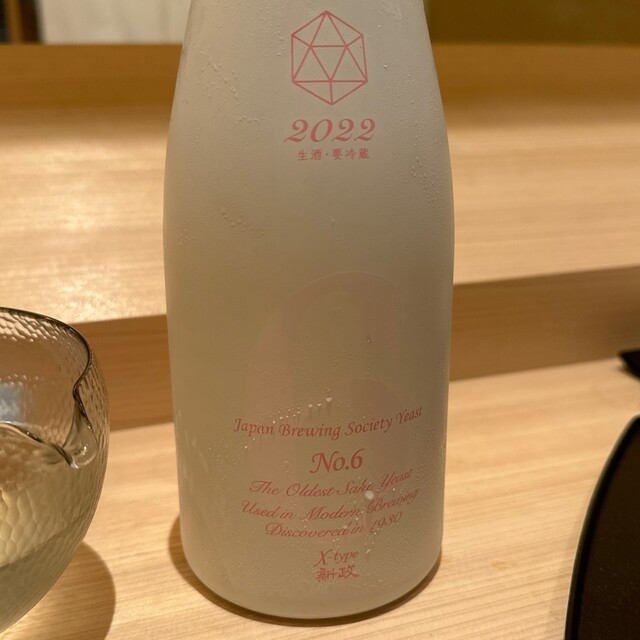 2022
生酒・要冷蔵
Japan Brewing Society Yeast
No.6
The Oldest Sake Yeast
Used in Modern Brewing
Discovered in 1930
X-type
新政